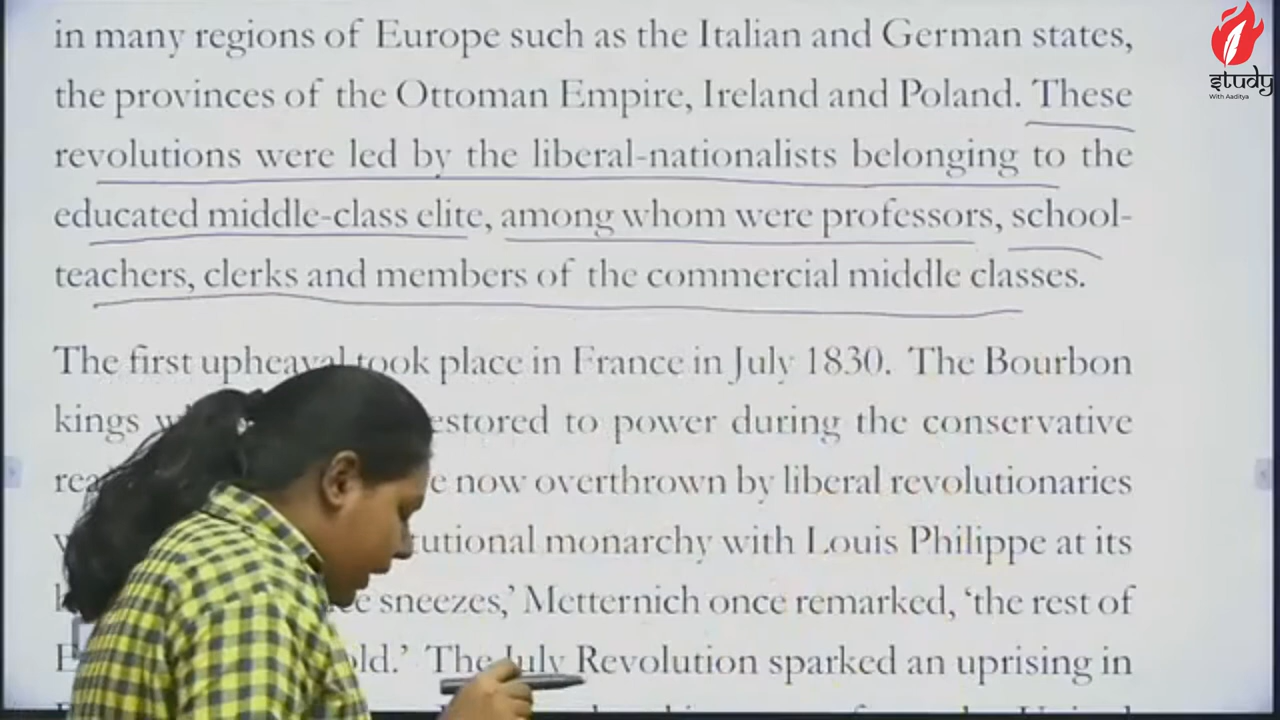 in many regions of Europe such as the Italian and German states,
the provinces of the Ottoman Empire, Ireland and Poland. These
revolutions were led by the liberal-nationalists belonging to the
educated middle-class elite, among whom were professors, school-
teachers, clerks and members of the commercial middle classes.
The first upheaval took place in France in July 1830. The Bourbon
kings estored to power during the conservative
now overthrown by liberal revolutionaries
tutional monarchy with Louis Philippe at its
sneezes,’ Metternich once remarked, ‘the rest of
old.’ The July Revolution sparked an uprising in
study
With Aaditya